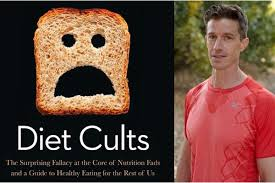 Diet Cults
The Surprising Fallacy at the Core of Nutrition Fads
and a Guide to Healthy Eating for the Rest of Us